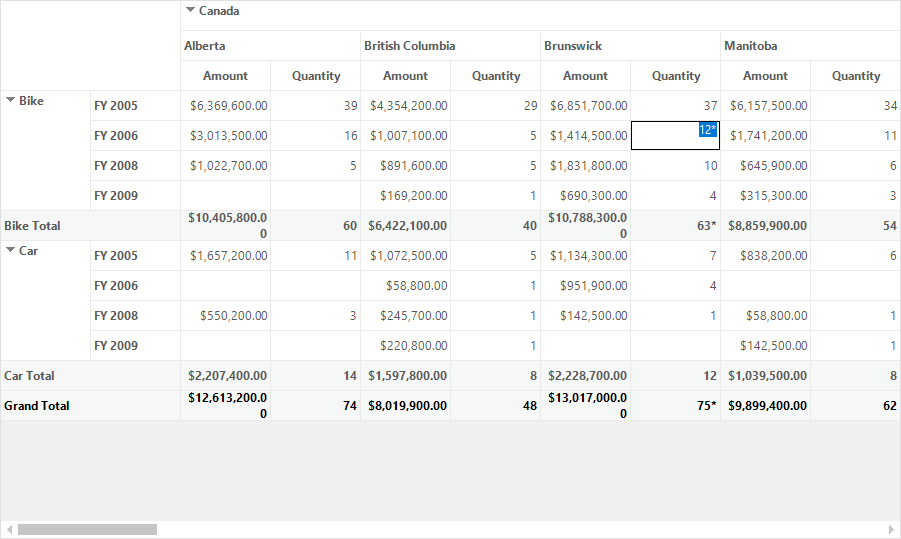 Canada
Alberta British Columbia Brunswick Manitoba
Amount Quantity Amount Quantity Amount Quantity Amount Quantity
Bike FY 2005 $6,369,600.00 39 $4,354,200.00 29 $6,851,700.00 37 $6,157,500.00 34
FY 2006 $3,013,500.00 16 $1,007,100.00 5 $1,414,500.00 12* $1,741,200.00 11
FY 2008 $1,022,700.00 5 $891,600.00 5 $1,831,800.00 10 $645,900.00 6
FY 2009 $169,200.00 1 $690,300.00 4 $315,300.00 3
Bike Total $10,405,800.00 60 $6,422,100.00 40 $10,788,300.00 63* $8,859,900.00 54
Car FY 2005 $1,657,200.00 11 $1,072,500.00 5 $1,134,300.00 7 $838,200.00 6
FY 2006 $58,800.00 1 $951,900.00 4
FY 2008 $550,200.00 3 $245,700.00 1 $142,500.00 1 $58,800.00 1
FY 2009 $220,800.00 1 $142,500.00 1
Car Total $2,207,400.00 14 $1,597,800.00 8 $2,228,700.00 12 $1,039,500.00 8
Grand Total $12,613,200.00 74 $8,019,900.00 48 $13,017,000.00 75* $9,899,400.00 62